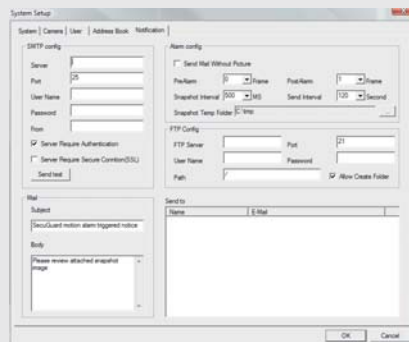 System Setup
System | Camera | User | Address Book | Notification
SMTP config
Server
Port 25
User Name
Password
From
Server Require Authentication
Server Require Secure Conntion(SSL)
Send test
Alarm config
Send Mail Without Picture
PreAlarm 0 Frame PostAlarm 1 Frame
Snapshot Interval 500 MS Send Interval 120 Second
Snapshot Temp Folder C:\tmp ...
FTP Config
FTP Server Port 21
User Name Password
Path / Allow Create Folder
Mail
Subject
SecuGuard motion alarm triggered notice
Body
Please review attached snapshot
image
Send to
Name E-Mail
OK Cancel